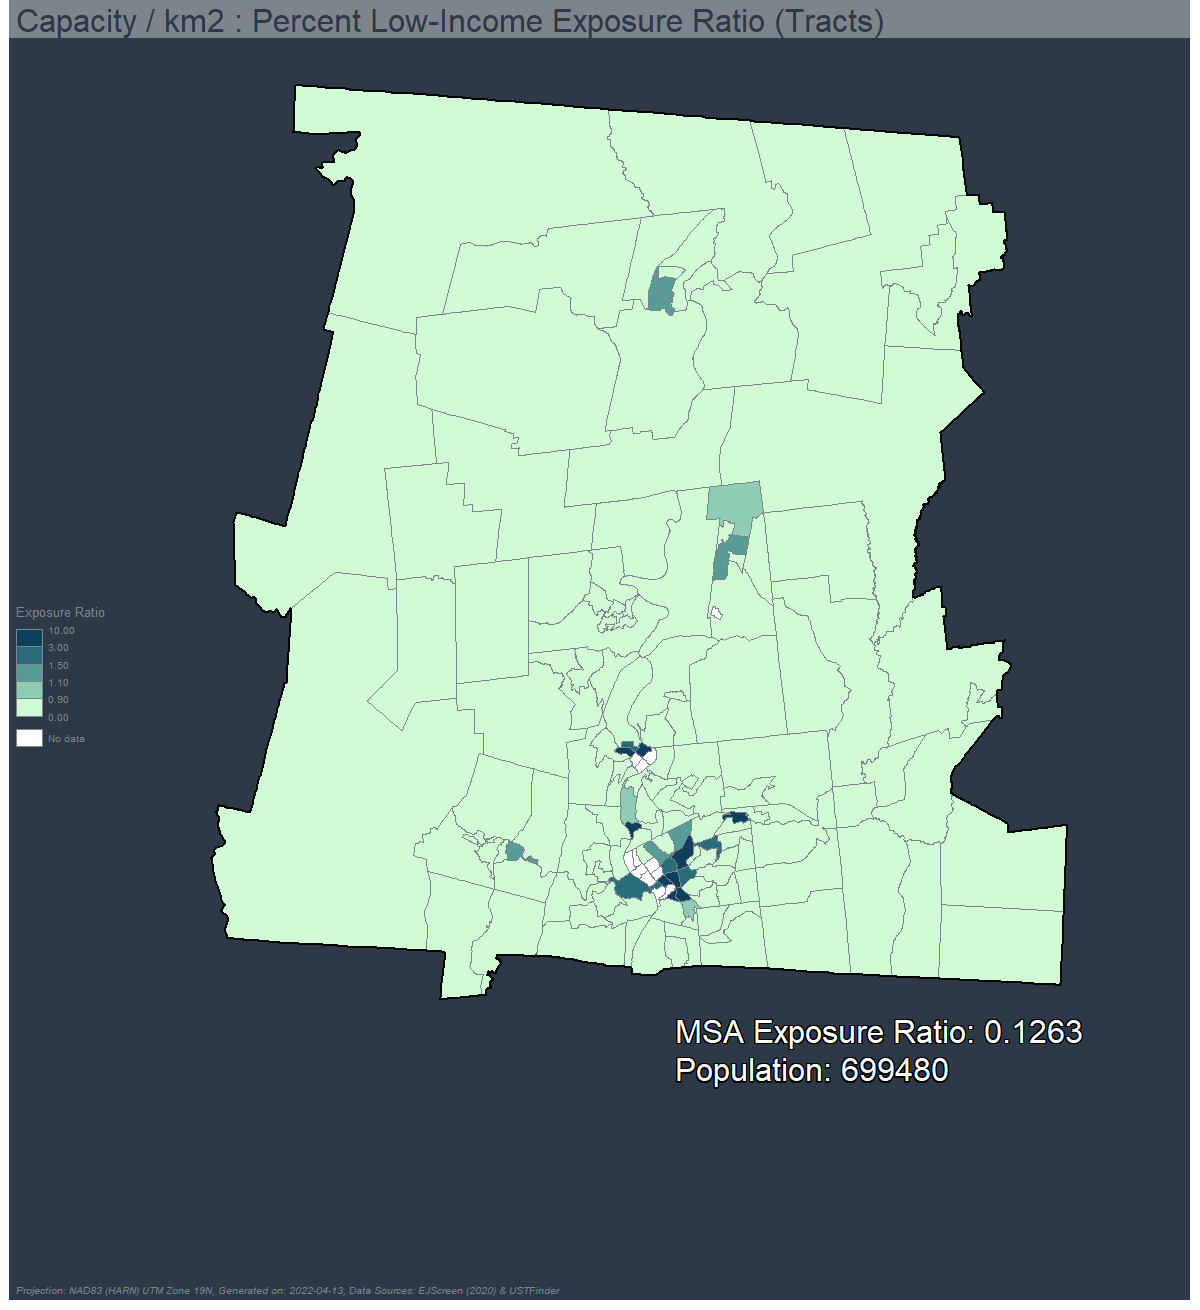 Capacity / km2 : Percent Low-Income Exposure Ratio (Tracts)
Exposure Ratio
10.00
3.00
1.50
1.10
0.90
0.00
No data
MSA Exposure Ratio: 0.1263
Population: 699480
Projection: NAD83 (HARN) UTM Zone 19N, Generated on: 2022-04-13, Data Sources: EJScreen (2020) & USTFinder